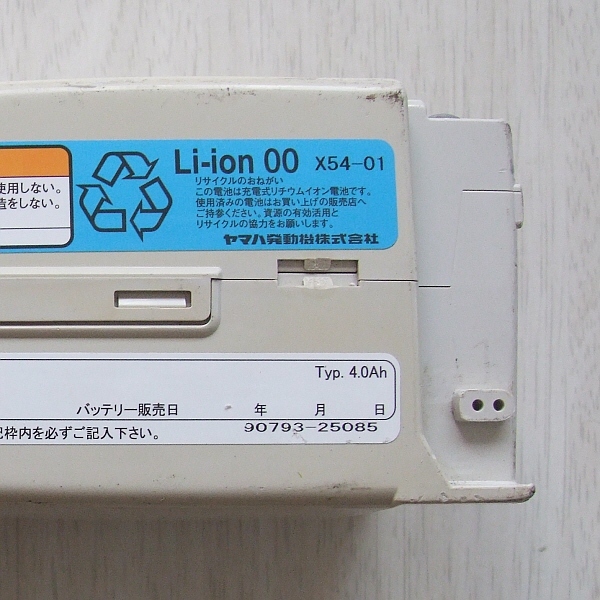 使用しない。
造をしない。
Li-ion 00 X54-01
リサイクルのおねがい
この電池は充電式リチウムイオン電池です。
使用済みの電池はお買い上げの販売店へ
ご持参ください。資源の有効活用と
リサイクルの協力をお願いします。
ヤマハ発動機株式会社
Typ. 4.0Ah
バッテリー販売日 年 月 日
記枠内を必ずご記入下さい。
90793-25085